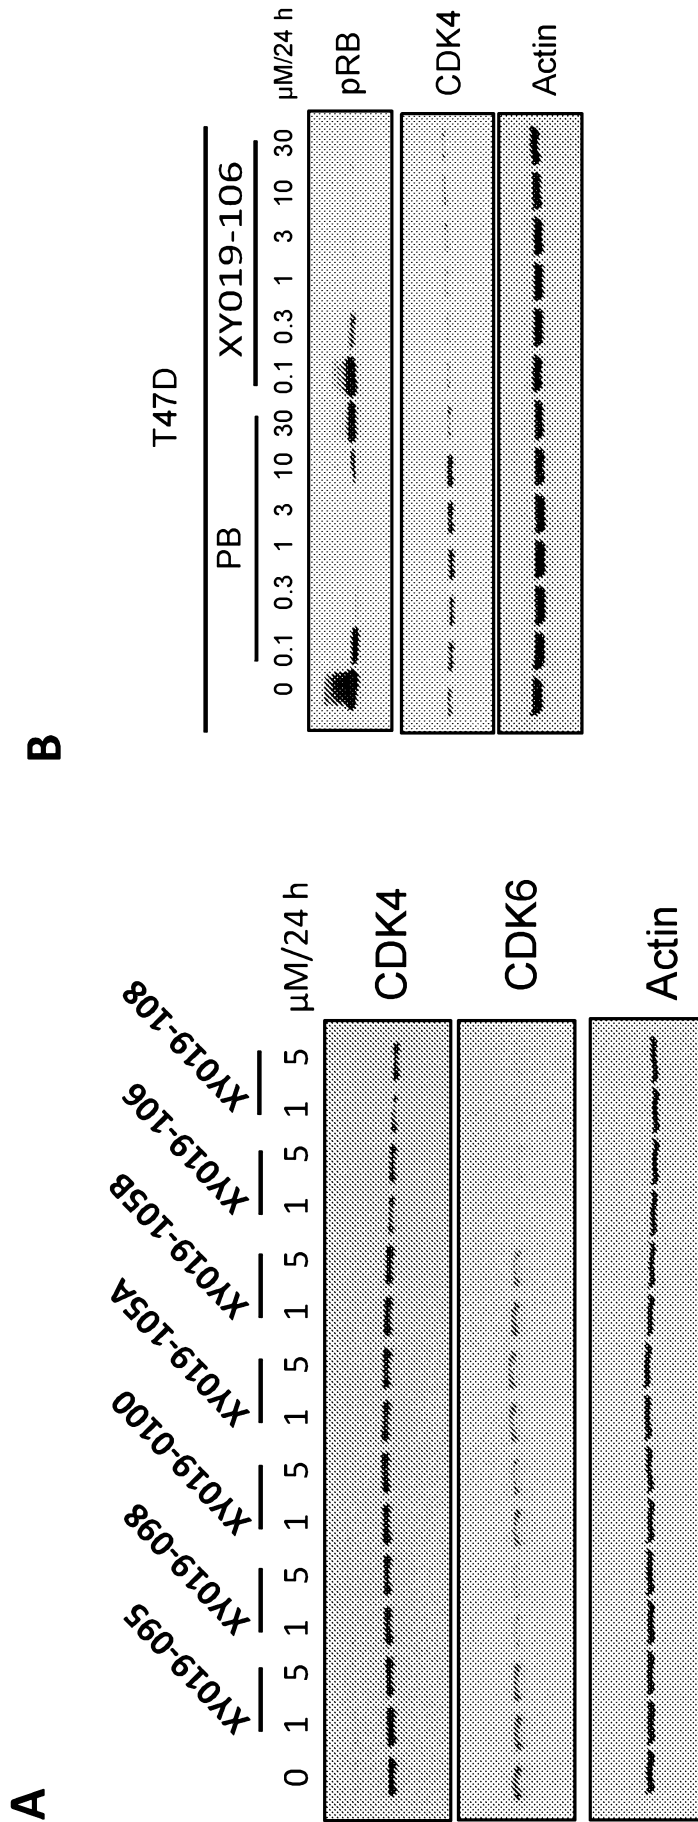 A
XY019-095
XY019-098
XY019-0100
XY019-105A
XY019-105B
XY019-106
XY019-108
0 1 5 1 5 1 5 1 5 1 5 1 5 1 5 μM/24 h
CDK4
CDK6
Actin
B
T47D
PB XY019-106
0 0.1 0.3 1 3 10 30 0.1 0.3 1 3 10 30 μM/24 h
pRB
CDK4
Actin